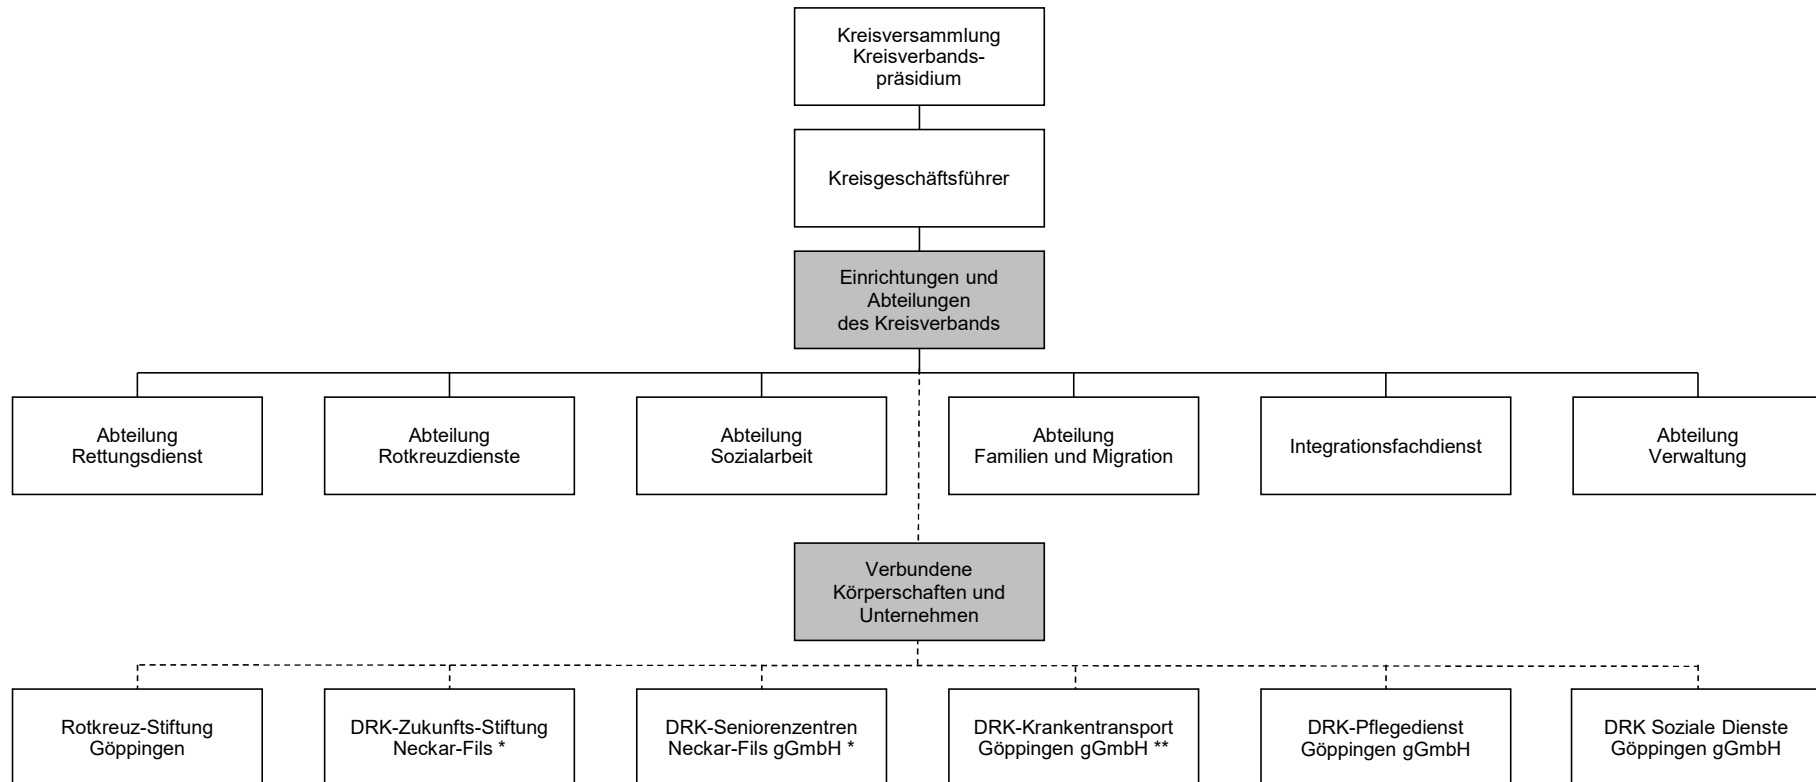 Kreisversammlung
Kreisverbands-
präsidium
Kreisgeschäftsführer
Einrichtungen und
Abteilungen
des Kreisverbands
Abteilung
Rettungsdienst
Abteilung
Rotkreuzdienste
Abteilung
Sozialarbeit
Abteilung
Familien und Migration
Integrationsfachdienst
Abteilung
Verwaltung
Verbundene
Körperschaften und
Unternehmen
Rotkreuz-Stiftung
Göppingen
DRK-Zukunfts-Stiftung
Neckar-Fils *
DRK-Seniorenzentren
Neckar-Fils gGmbH *
DRK-Krankentransport
Göppingen gGmbH **
DRK-Pflegedienst
Göppingen gGmbH
DRK Soziale Dienste
Göppingen gGmbH